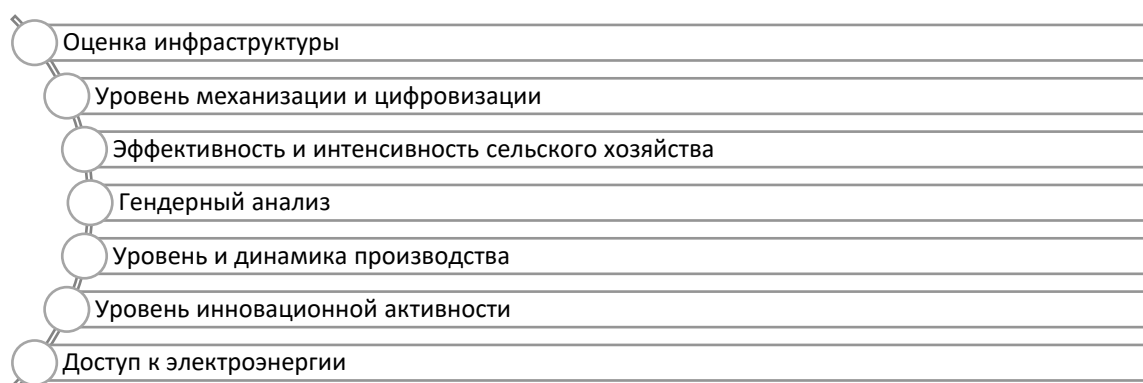 Оценка инфраструктуры
Уровень механизации и цифровизации
Эффективность и интенсивность сельского хозяйства
Гендерный анализ
Уровень и динамика производства
Уровень инновационной активности
Доступ к электроэнергии